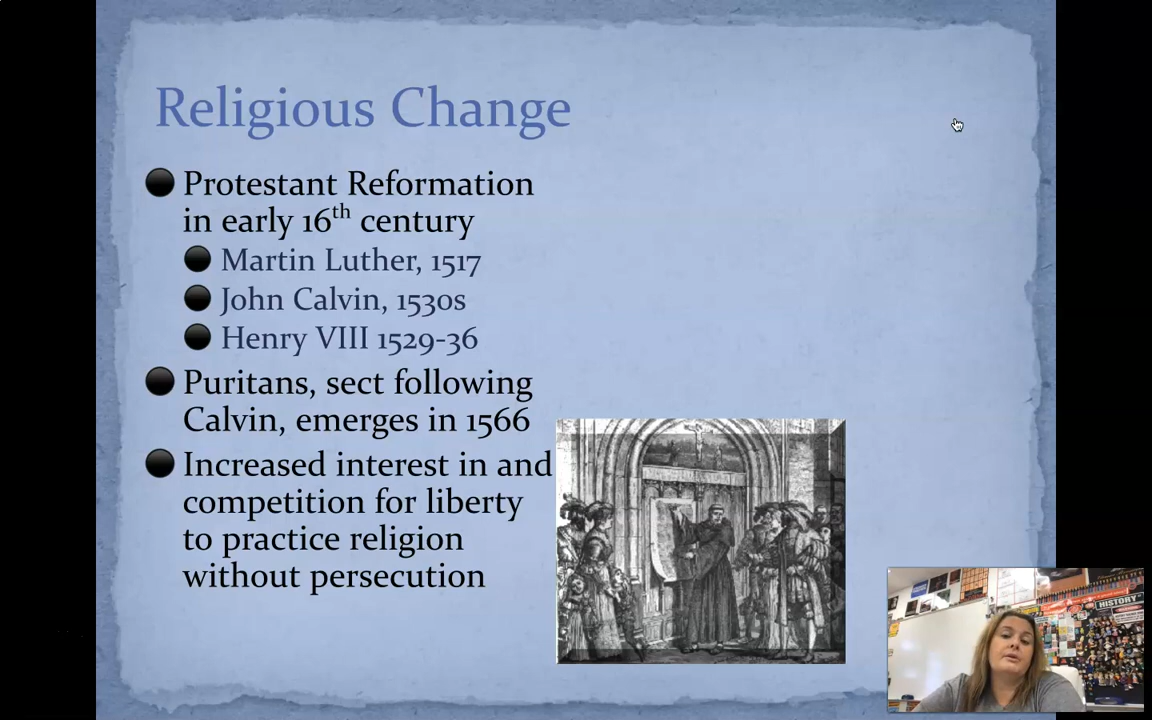 Religious Change
Protestant Reformation
in early 16th century
Martin Luther, 1517
John Calvin, 1530s
Henry VIII 1529-36
Puritans, sect following
Calvin, emerges in 1566
Increased interest in and
competition for liberty
to practice religion
without persecution
HISTORY